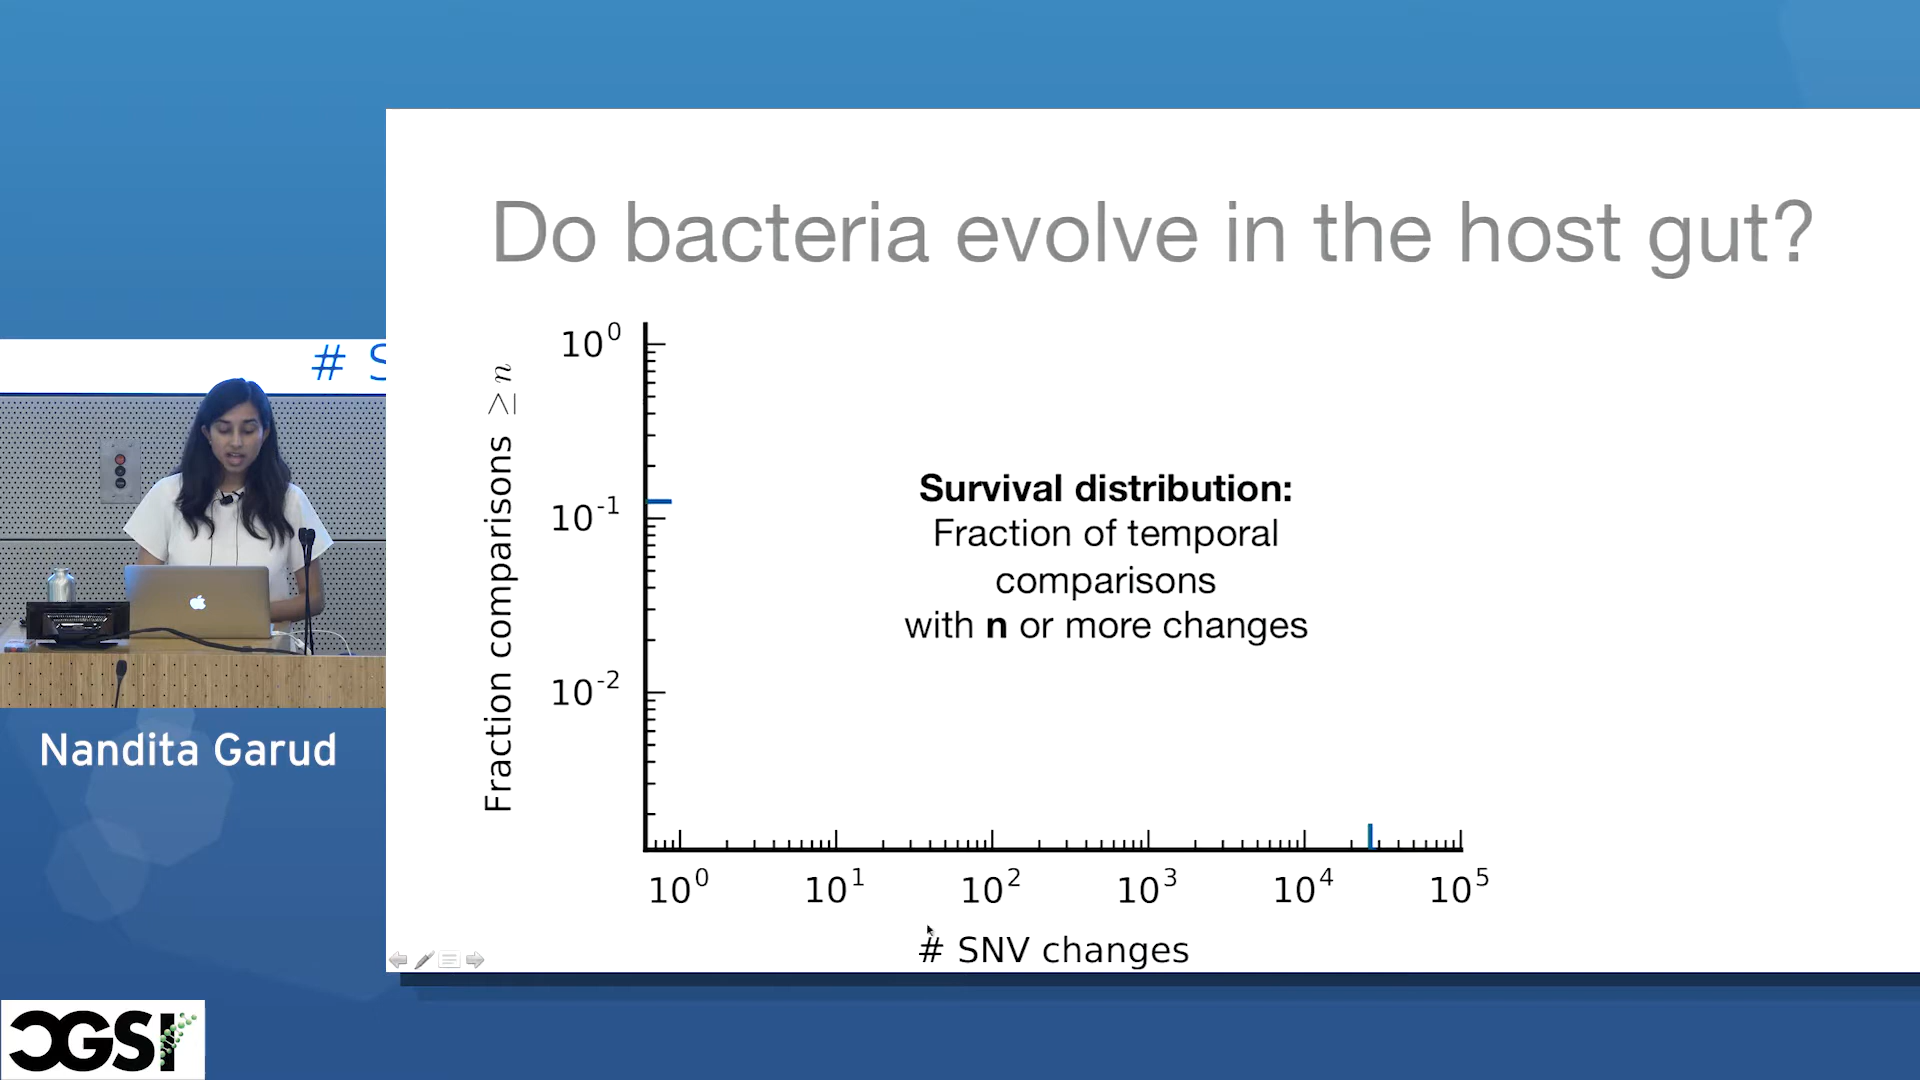 Do bacteria evolve in the host gut?
# S
Fraction comparisons ≥ n
10^0
10^-1
10^-2
Survival distribution:
Fraction of temporal
comparisons
with n or more changes
10^0 10^1 10^2 10^3 10^4 10^5
# SNV changes
Nandita Garud
CGSI